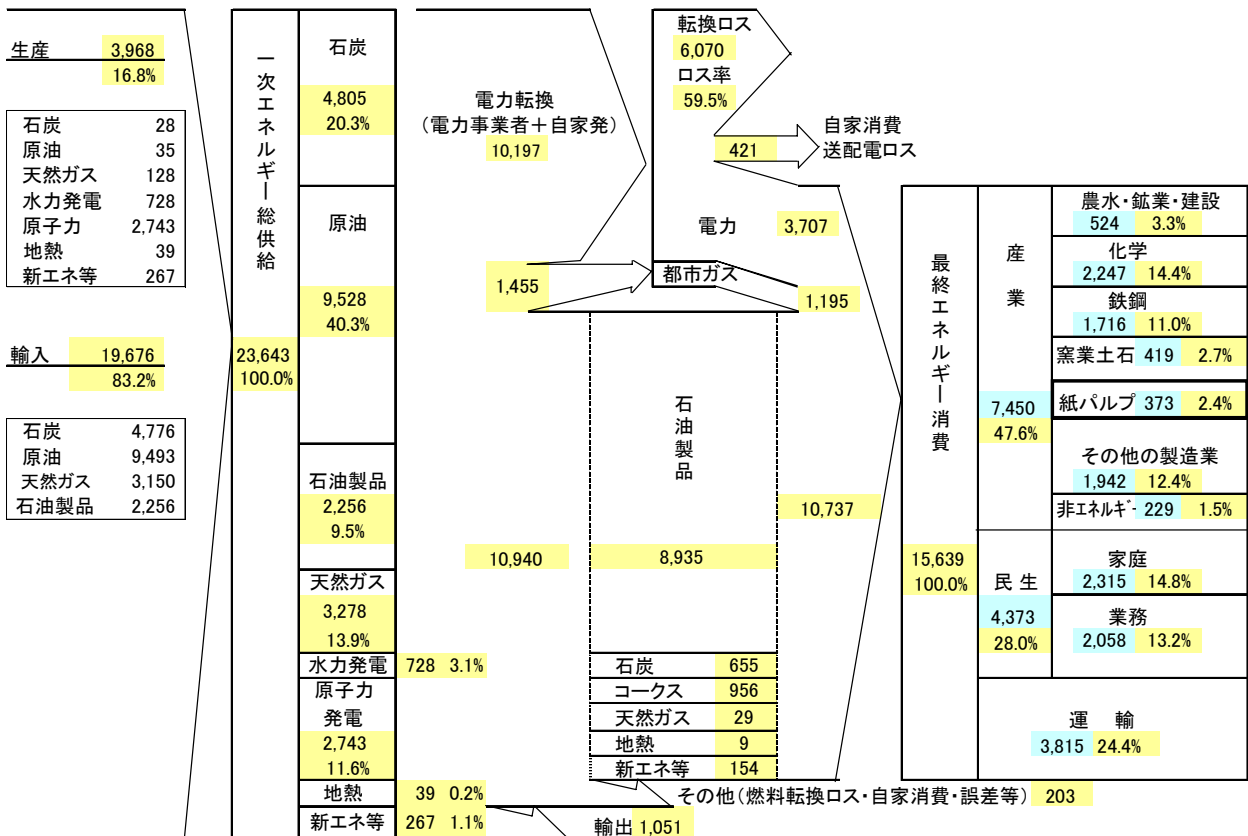 生産 3,968
16.8%
石炭 28
原油 35
天然ガス 128
水力発電 728
原子力 2,743
地熱 39
新エネ等 267
輸入 19,676
83.2%
石炭 4,776
原油 9,493
天然ガス 3,150
石油製品 2,256
一次エネルギー総供給
23,643
100.0%
石炭
4,805
20.3%
原油
9,528
40.3%
石油製品
2,256
9.5%
天然ガス
3,278
13.9%
水力発電 728 3.1%
原子力
発電
2,743
11.6%
地熱 39 0.2%
新エネ等 267 1.1%
電力転換
(電力事業者+自家発)
10,197
1,455
10,940
転換ロス
6,070
ロス率
59.5%
421
自家消費
送配電ロス
電力 3,707
都市ガス
1,195
石油製品
8,935
10,737
石炭 655
コークス 956
天然ガス 29
地熱 9
新エネ等 154
その他(燃料転換ロス・自家消費・誤差等) 203
輸出 1,051
最終エネルギー消費
15,639
100.0%
産業
7,450
47.6%
農水・鉱業・建設
524 3.3%
化学
2,247 14.4%
鉄鋼
1,716 11.0%
窯業土石 419 2.7%
紙パルプ 373 2.4%
その他の製造業
1,942 12.4%
非エネルギー 229 1.5%
民生
4,373
28.0%
家庭
2,315 14.8%
業務
2,058 13.2%
運輸
3,815 24.4%